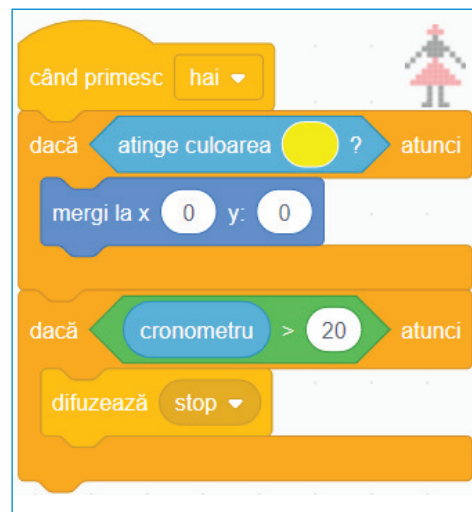 când primesc hai
dacă atinge culoarea ? atunci
mergi la x 0 y: 0
dacă cronometru > 20 atunci
difuzează stop